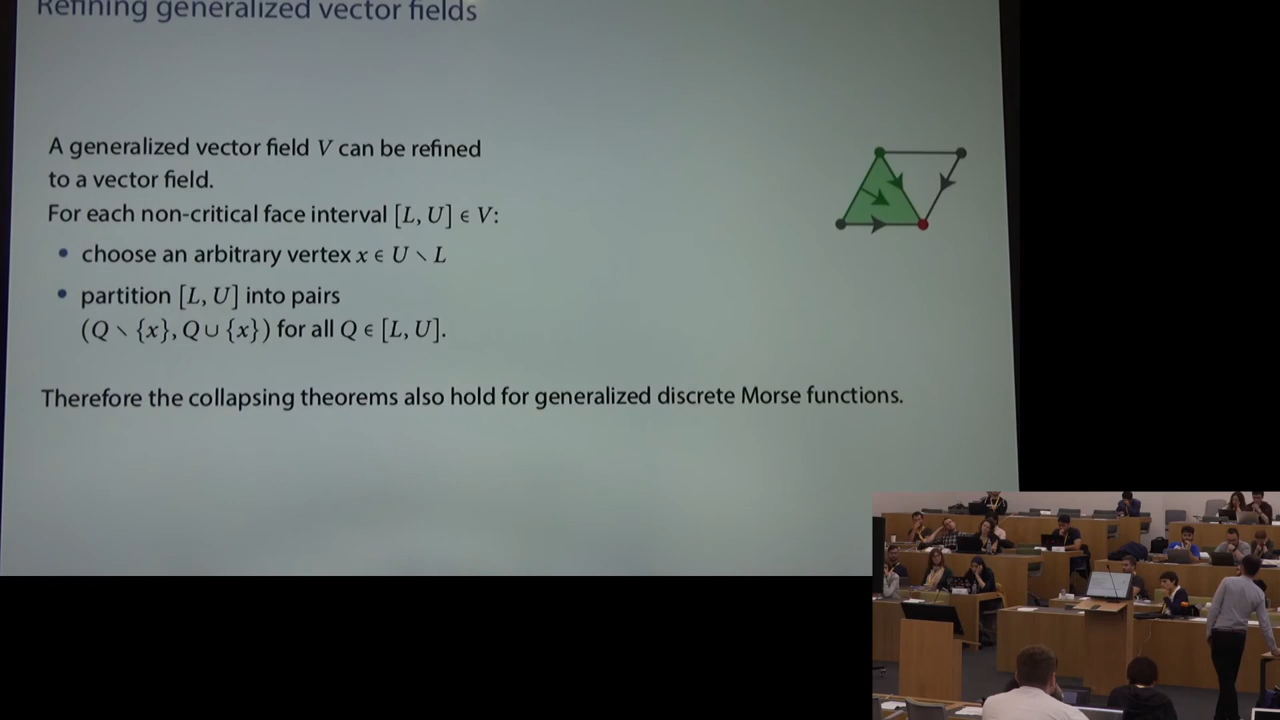 Refining generalized vector fields
A generalized vector field V can be refined
to a vector field.
For each non-critical face interval [L, U] ∈ V:
• choose an arbitrary vertex x ∈ U ∖ L
• partition [L, U] into pairs
(Q ∖ {x}, Q ∪ {x}) for all Q ∈ [L, U].
Therefore the collapsing theorems also hold for generalized discrete Morse functions.